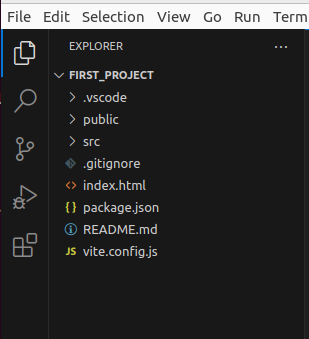 File Edit Selection View Go Run Term
EXPLORER
FIRST_PROJECT
.vscode
public
src
.gitignore
index.html
package.json
README.md
JS vite.config.js